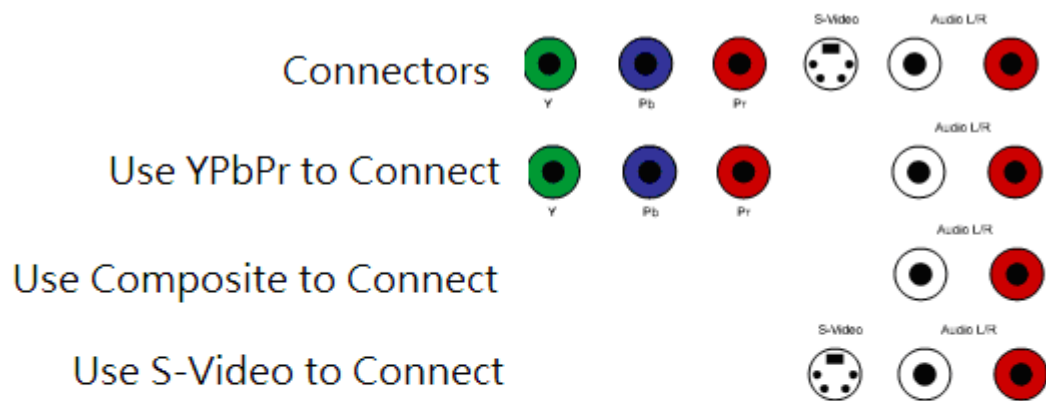 S-Video Audio L/R
Connectors
Y Pb Pr
Audio L/R
Use YPbPr to Connect
Y Pb Pr
Audio L/R
Use Composite to Connect
S-Video Audio L/R
Use S-Video to Connect